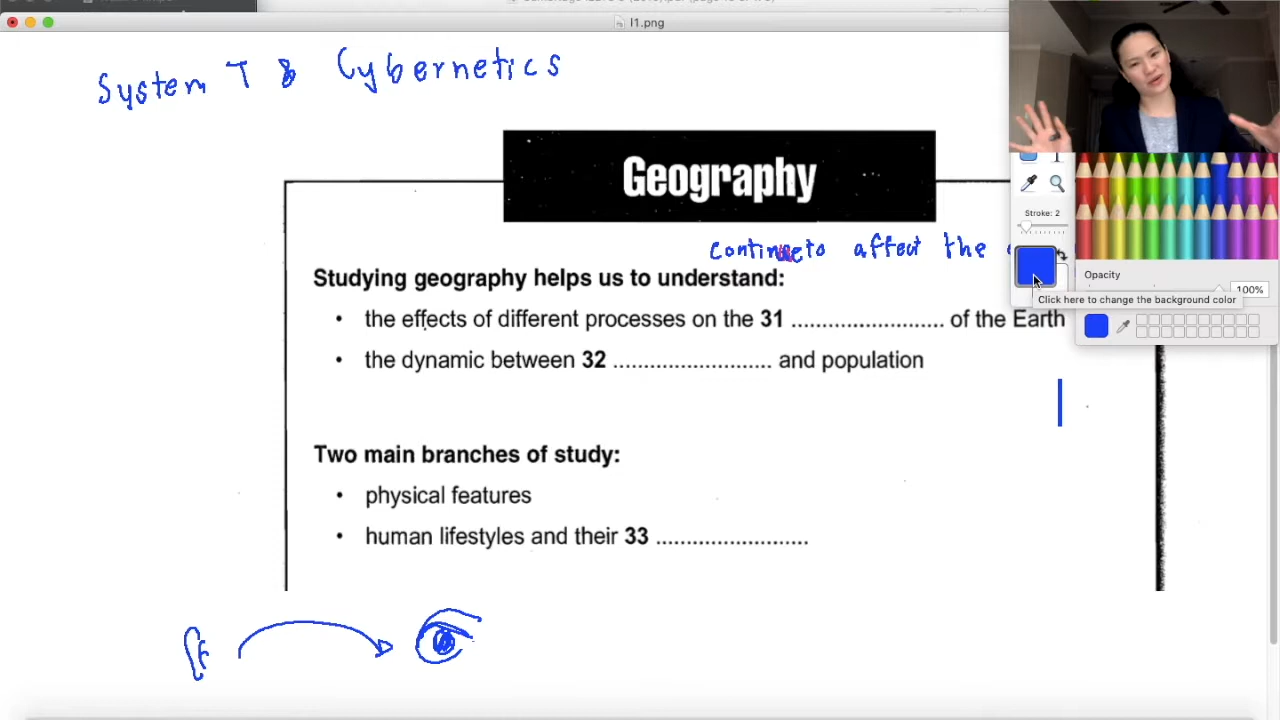 l1.png
System T & Cybernetics
Geography
Stroke: 2
continue to affect the
Opacity
100%
Click here to change the background color
Studying geography helps us to understand:
• the effects of different processes on the 31 ......................... of the Earth
• the dynamic between 32 .......................... and population
Two main branches of study:
• physical features
• human lifestyles and their 33 .........................